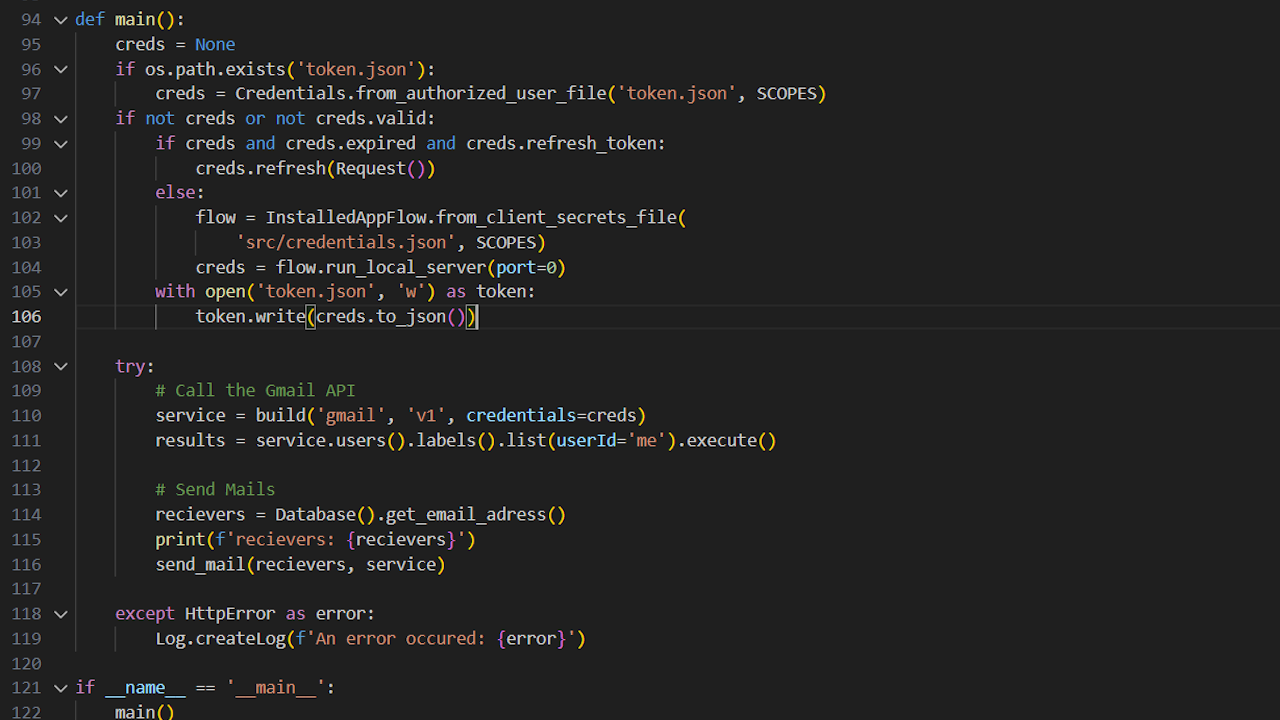 94 def main():
95     creds = None
96     if os.path.exists('token.json'):
97         creds = Credentials.from_authorized_user_file('token.json', SCOPES)
98     if not creds or not creds.valid:
99         if creds and creds.expired and creds.refresh_token:
100             creds.refresh(Request())
101         else:
102             flow = InstalledAppFlow.from_client_secrets_file(
103                 'src/credentials.json', SCOPES)
104             creds = flow.run_local_server(port=0)
105         with open('token.json', 'w') as token:
106             token.write(creds.to_json())
107
108     try:
109         # Call the Gmail API
110         service = build('gmail', 'v1', credentials=creds)
111         results = service.users().labels().list(userId='me').execute()
112
113         # Send Mails
114         recievers = Database().get_email_adress()
115         print(f'recievers: {recievers}')
116         send_mail(recievers, service)
117
118     except HttpError as error:
119         Log.createLog(f'An error occured: {error}')
120
121 if __name__ == '__main__':
122     main()